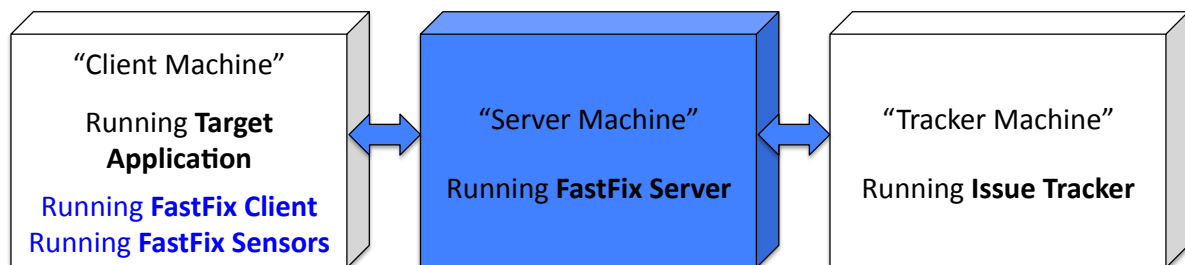 “Client Machine”
Running Target
Application
Running FastFix Client
Running FastFix Sensors
“Server Machine”
Running FastFix Server
“Tracker Machine”
Running Issue Tracker